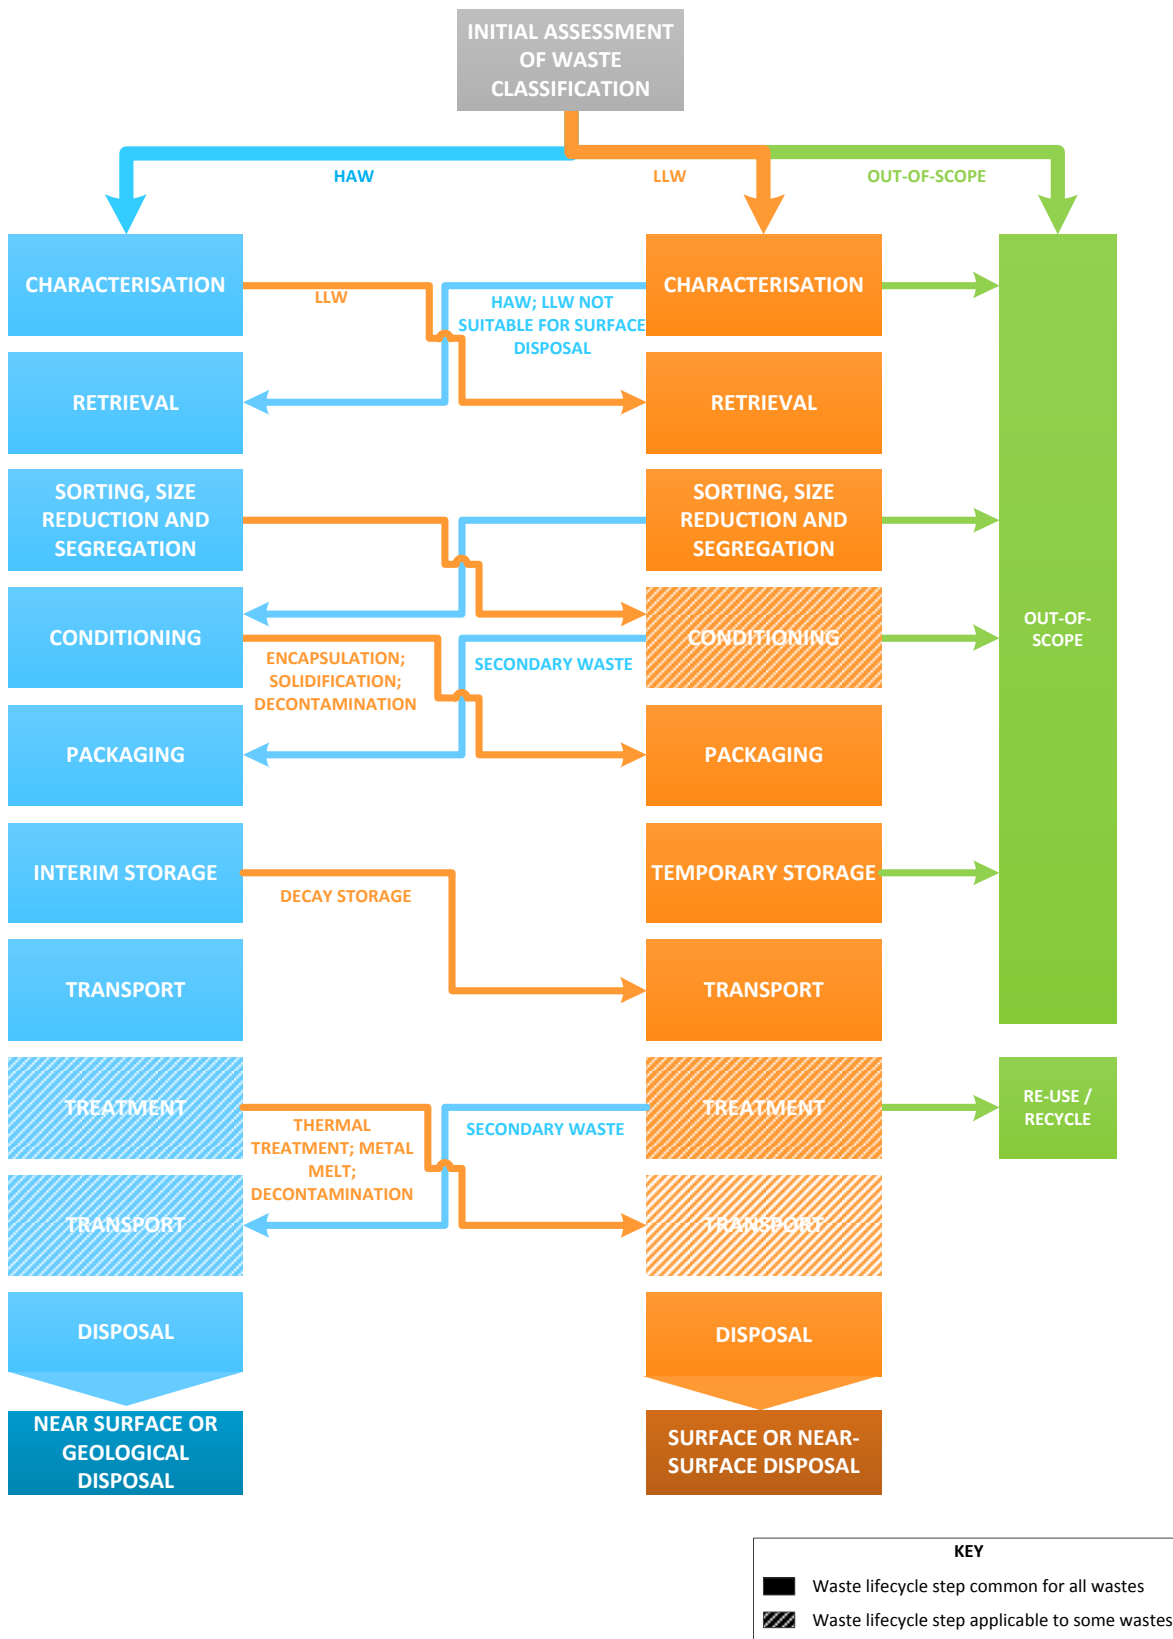 INITIAL ASSESSMENT
OF WASTE
CLASSIFICATION
HAW
LLW
OUT-OF-SCOPE
CHARACTERISATION
LLW
HAW; LLW NOT
SUITABLE FOR SURFACE
DISPOSAL
CHARACTERISATION
RETRIEVAL
RETRIEVAL
SORTING, SIZE
REDUCTION AND
SEGREGATION
SORTING, SIZE
REDUCTION AND
SEGREGATION
CONDITIONING
ENCAPSULATION;
SOLIDIFICATION;
DECONTAMINATION
SECONDARY WASTE
CONDITIONING
OUT-OF-
SCOPE
PACKAGING
PACKAGING
INTERIM STORAGE
DECAY STORAGE
TEMPORARY STORAGE
TRANSPORT
TRANSPORT
TREATMENT
THERMAL
TREATMENT; METAL
MELT;
DECONTAMINATION
SECONDARY WASTE
TREATMENT
RE-USE /
RECYCLE
TRANSPORT
TRANSPORT
DISPOSAL
DISPOSAL
NEAR SURFACE OR
GEOLOGICAL
DISPOSAL
SURFACE OR NEAR-
SURFACE DISPOSAL
KEY
Waste lifecycle step common for all wastes
Waste lifecycle step applicable to some wastes